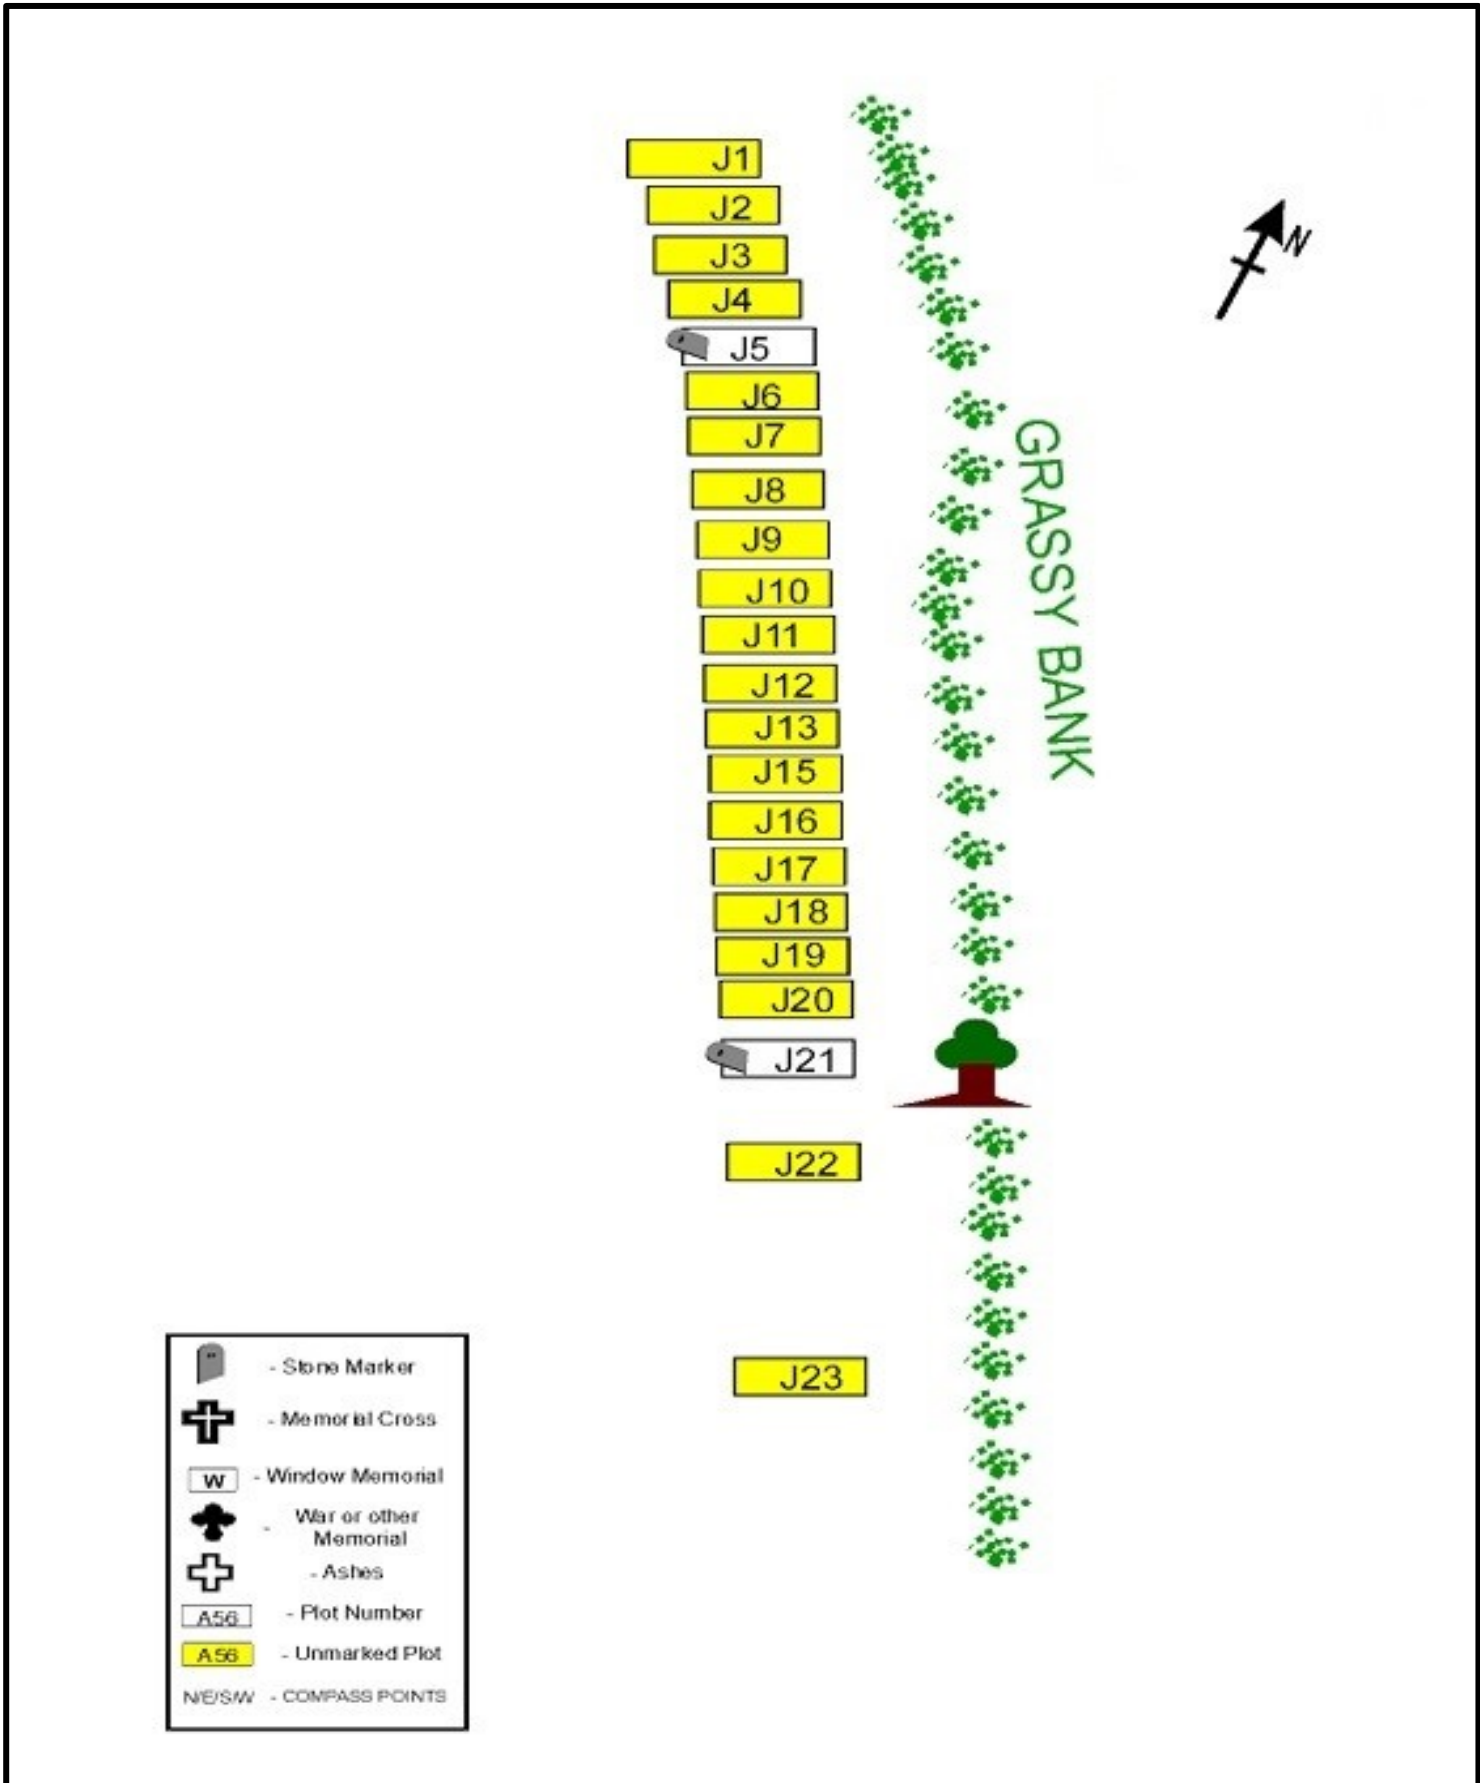 J1
J2
J3
J4
J5
J6
J7
J8
J9
J10
J11
J12
J13
J15
J16
J17
J18
J19
J20
J21
J22
J23
N
GRASSY BANK
- Stone Marker
- Memorial Cross
W - Window Memorial
- War or other
Memorial
- Ashes
A56 - Plot Number
A56 - Unmarked Plot
N/E/S/W - COMPASS POINTS